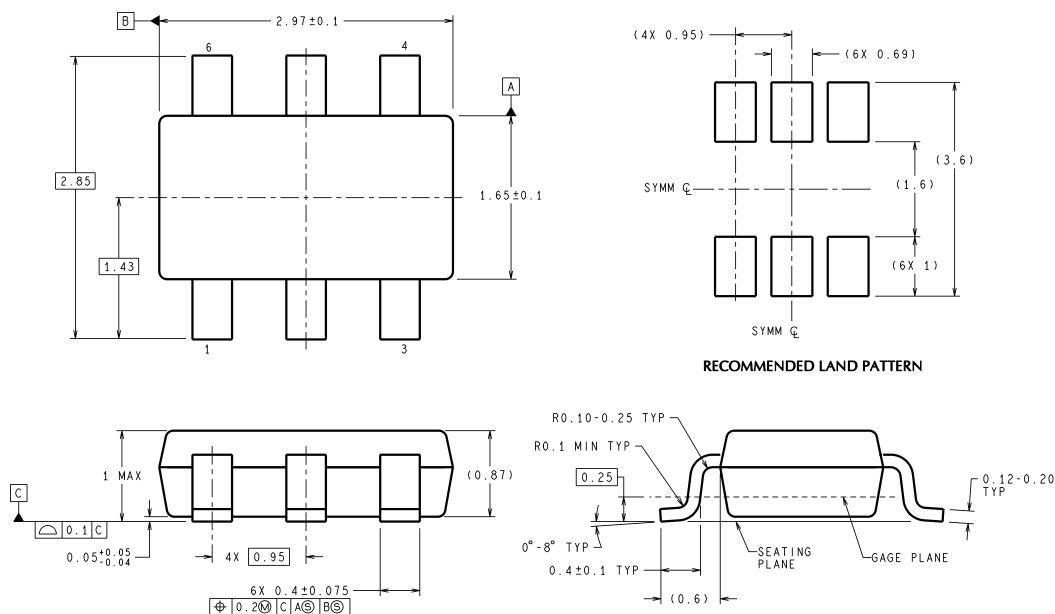 B
2.97±0.1
6
4
A
2.85
1.65±0.1
1.43
1
3
(4X 0.95)
(6X 0.69)
(3.6)
(1.6)
SYMM ℄
(6X 1)
SYMM ℄
RECOMMENDED LAND PATTERN
1 MAX
(0.87)
C
⌓ 0.1 C
0.05 +0.05 -0.04
4X 0.95
6X 0.4±0.075
⌖ 0.2Ⓜ C AⓈ BⓈ
R0.10-0.25 TYP
R0.1 MIN TYP
0.25
0.12-0.20
TYP
0°-8° TYP
SEATING
PLANE
GAGE PLANE
0.4±0.1 TYP
(0.6)